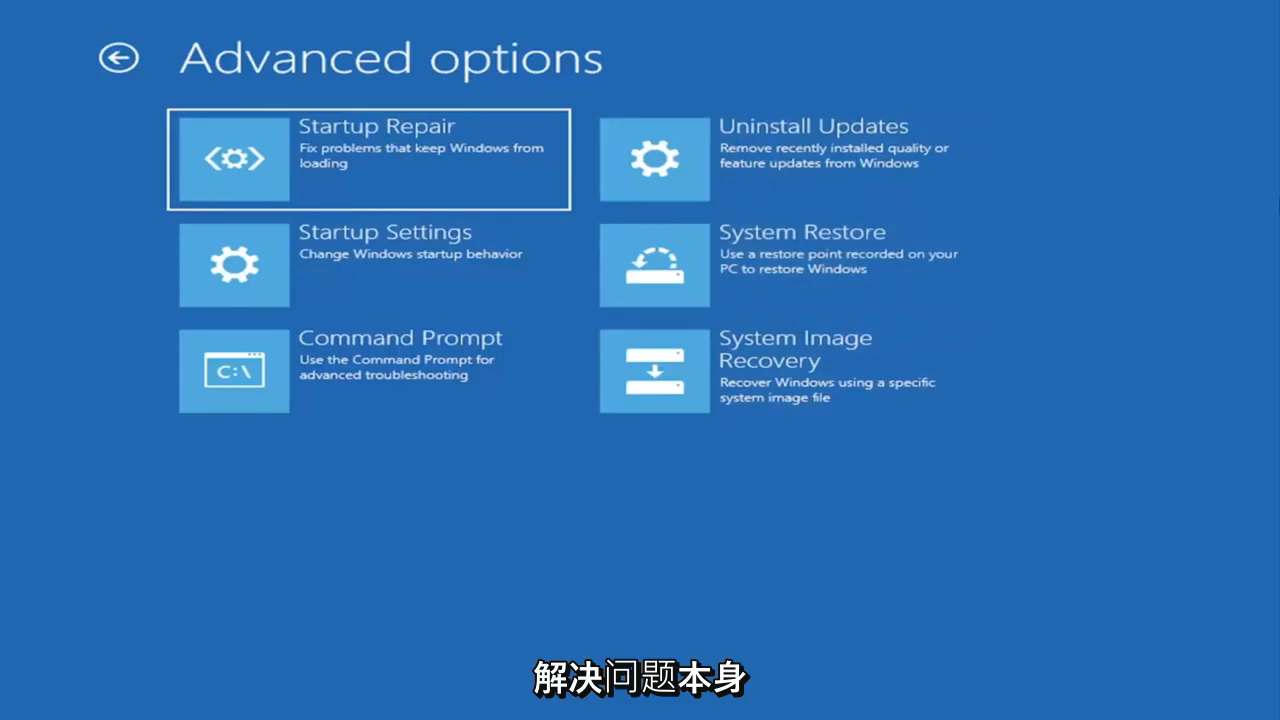 Advanced options
Startup Repair
Fix problems that keep Windows from
loading
Uninstall Updates
Remove recently installed quality or
feature updates from Windows
Startup Settings
Change Windows startup behavior
System Restore
Use a restore point recorded on your
PC to restore Windows
Command Prompt
Use the Command Prompt for
advanced troubleshooting
C:\
System Image
Recovery
Recover Windows using a specific
system image file
解决问题本身